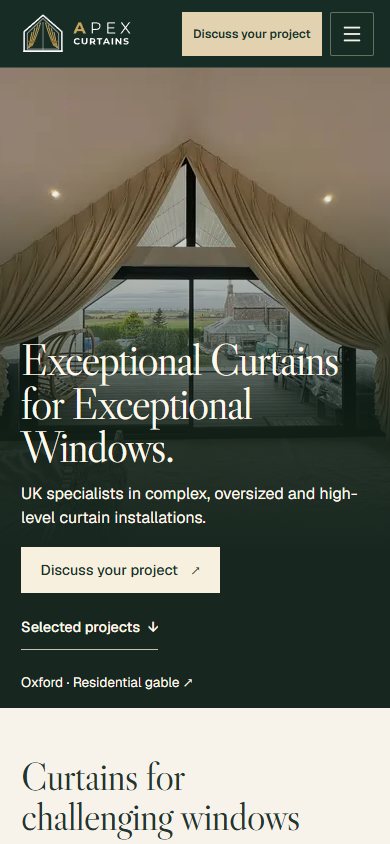 APEX
CURTAINS
Discuss your project
Exceptional Curtains
for Exceptional
Windows.
UK specialists in complex, oversized and high-
level curtain installations.
Discuss your project ↗
Selected projects ↓
Oxford · Residential gable ↗
Curtains for
challenging windows